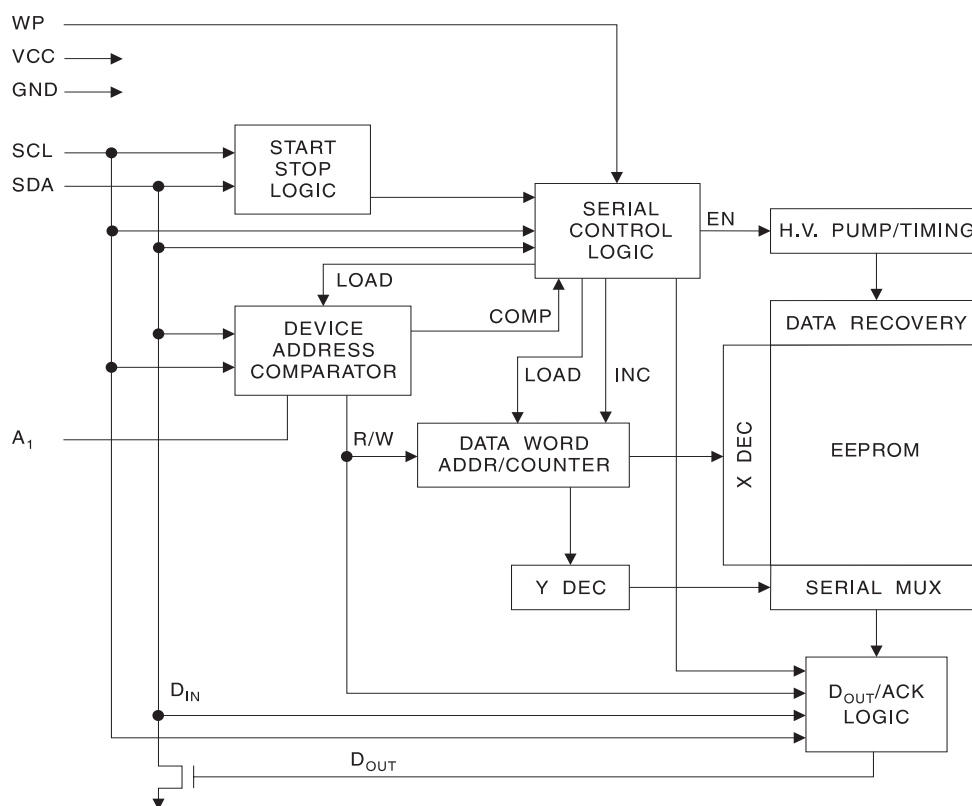 WP
VCC
GND
SCL
SDA
START
STOP
LOGIC
SERIAL
CONTROL
LOGIC
EN
H.V. PUMP/TIMING
LOAD
COMP
DEVICE
ADDRESS
COMPARATOR
DATA RECOVERY
LOAD
INC
A1
R/W
DATA WORD
ADDR/COUNTER
X DEC
EEPROM
Y DEC
SERIAL MUX
DIN
DOUT/ACK
LOGIC
DOUT